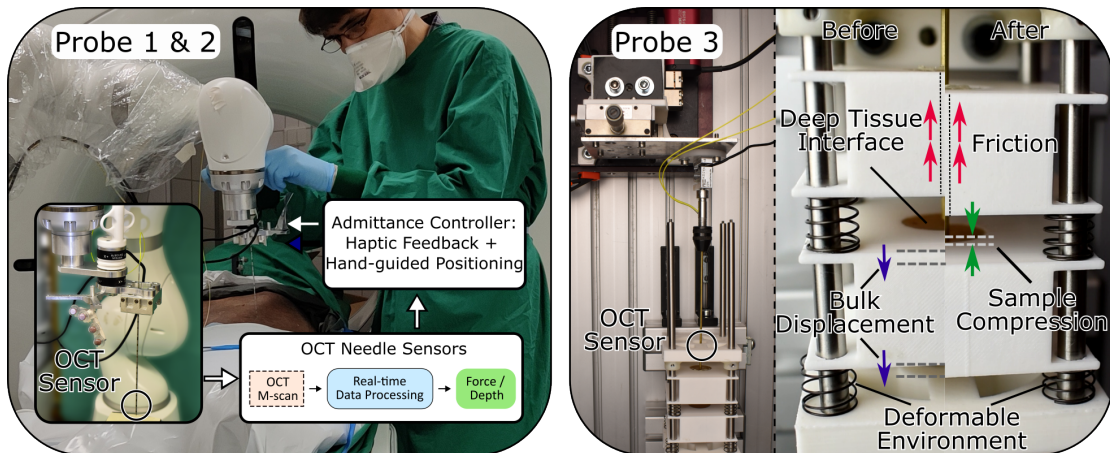 Probe 1 & 2
Admittance Controller:
Haptic Feedback +
Hand-guided Positioning
OCT
Sensor
OCT Needle Sensors
OCT
M-scan
Real-time
Data Processing
Force /
Depth
Probe 3
OCT
Sensor
Before
After
Deep Tissue
Interface
Friction
Bulk
Displacement
Sample
Compression
Deformable
Environment